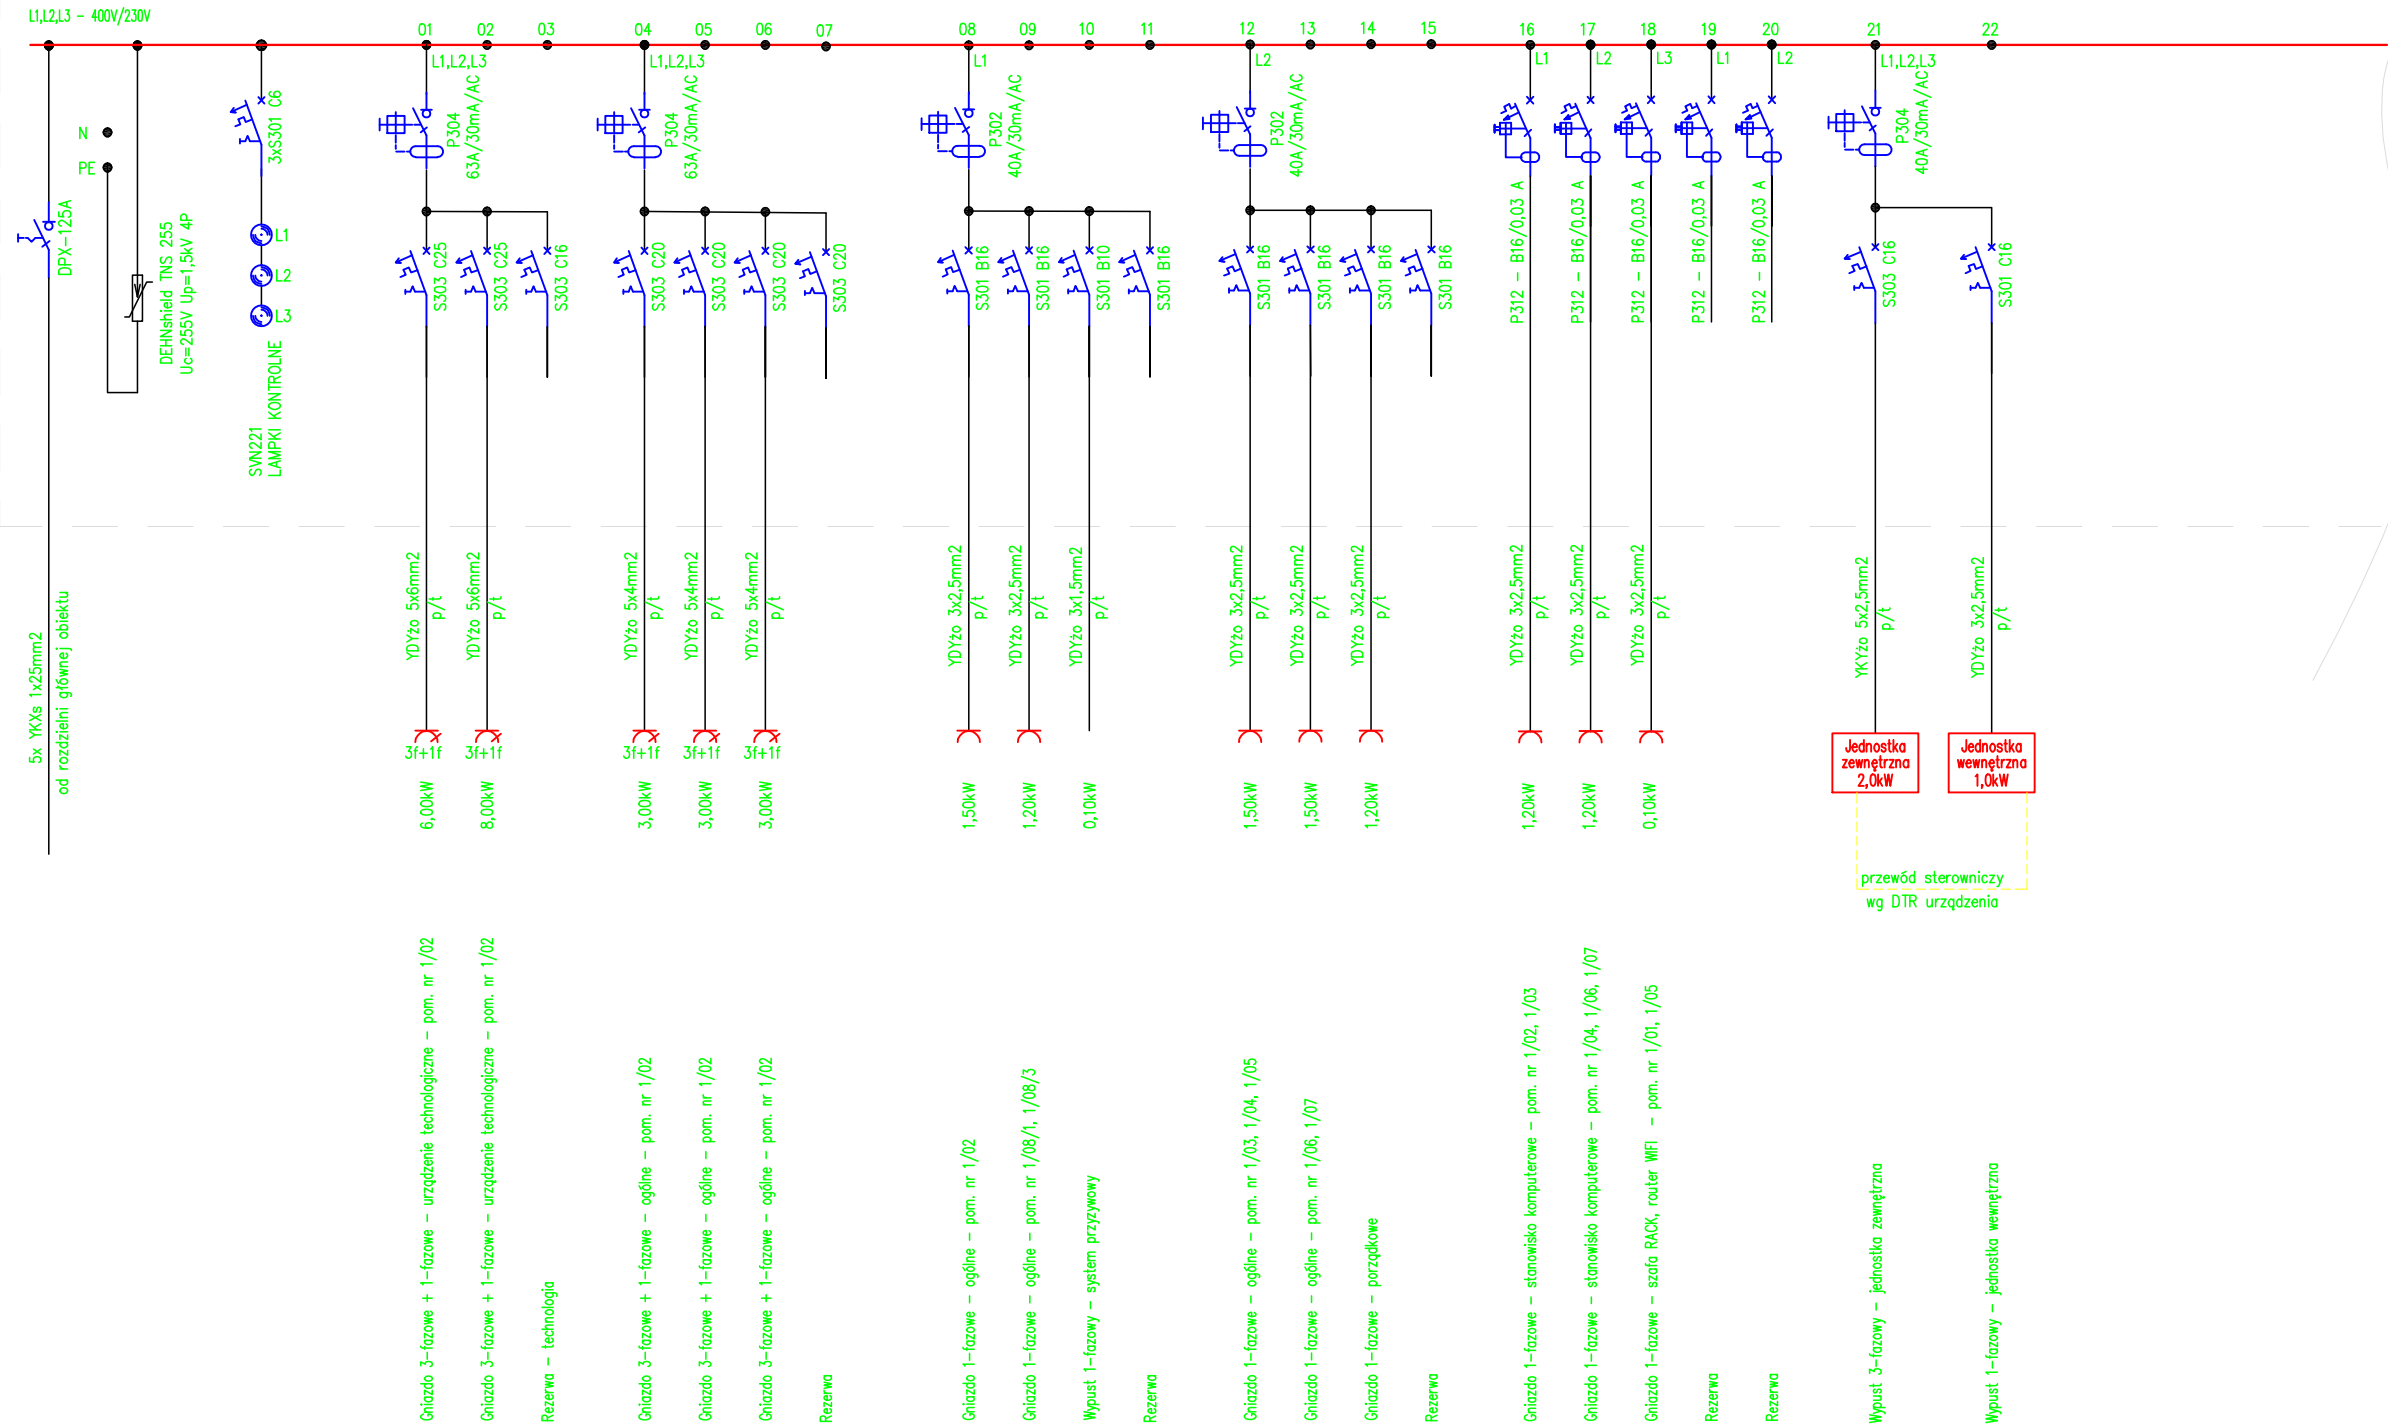 L1,L2,L3 - 400V/230V
01
02
03
04
05
06
07
08
09
10
11
12
13
14
15
16
17
18
19
20
21
22
L1,L2,L3
L1,L2,L3
L1
L2
L1
L2
L3
L1
L2
L1,L2,L3
N
PE
DPX-125A
DEHNshield TNS 255
Uc=255V Up=1,5kV 4P
3xS301 C6
L1
L2
L3
SVN221
LAMPKI KONTROLNE
P304
63A/30mA/AC
P304
63A/30mA/AC
P302
40A/30mA/AC
P302
40A/30mA/AC
P312 - B16/0,03 A
P312 - B16/0,03 A
P312 - B16/0,03 A
P312 - B16/0,03 A
P312 - B16/0,03 A
P304
40A/30mA/AC
S303 C25
S303 C25
S303 C16
S303 C20
S303 C20
S303 C20
S303 C20
S301 B16
S301 B16
S301 B10
S301 B16
S301 B16
S301 B16
S301 B16
S301 B16
S303 C16
S301 C16
5x YKXs 1x25mm2
od rozdzielni głównej obiektu
YDYżo 5x6mm2
p/t
YDYżo 5x6mm2
p/t
YDYżo 5x4mm2
p/t
YDYżo 5x4mm2
p/t
YDYżo 5x4mm2
p/t
YDYżo 3x2,5mm2
p/t
YDYżo 3x2,5mm2
p/t
YDYżo 3x1,5mm2
p/t
YDYżo 3x2,5mm2
p/t
YDYżo 3x2,5mm2
p/t
YDYżo 3x2,5mm2
p/t
YDYżo 3x2,5mm2
p/t
YDYżo 3x2,5mm2
p/t
YDYżo 3x2,5mm2
p/t
YKYżo 5x2,5mm2
p/t
YDYżo 3x2,5mm2
p/t
3f+1f
3f+1f
3f+1f
3f+1f
3f+1f
Jednostka
zewnętrzna
2,0kW
Jednostka
wewnętrzna
1,0kW
6,00kW
8,00kW
3,00kW
3,00kW
3,00kW
1,50kW
1,20kW
0,10kW
1,50kW
1,50kW
1,20kW
1,20kW
1,20kW
0,10kW
przewód sterowniczy
wg DTR urządzenia
Gniazdo 3-fazowe + 1-fazowe - urządzenie technologiczne - pom. nr 1/02
Gniazdo 3-fazowe + 1-fazowe - urządzenie technologiczne - pom. nr 1/02
Rezerwa - technologia
Gniazdo 3-fazowe + 1-fazowe - ogólne - pom. nr 1/02
Gniazdo 3-fazowe + 1-fazowe - ogólne - pom. nr 1/02
Gniazdo 3-fazowe + 1-fazowe - ogólne - pom. nr 1/02
Rezerwa
Gniazdo 1-fazowe - ogólne - pom. nr 1/02
Gniazdo 1-fazowe - ogólne - pom. nr 1/08/1, 1/08/3
Wypust 1-fazowy - system przyzywowy
Rezerwa
Gniazdo 1-fazowe - ogólne - pom. nr 1/03, 1/04, 1/05
Gniazdo 1-fazowe - ogólne - pom. nr 1/06, 1/07
Gniazdo 1-fazowe - porządkowe
Rezerwa
Gniazdo 1-fazowe - stanowisko komputerowe - pom. nr 1/02, 1/03
Gniazdo 1-fazowe - stanowisko komputerowe - pom. nr 1/04, 1/06, 1/07
Gniazdo 1-fazowe - szafa RACK, router WIFI - pom. nr 1/01, 1/05
Rezerwa
Rezerwa
Wypust 3-fazowy - jednostka zewnętrzna
Wypust 1-fazowy - jednostka wewnętrzna